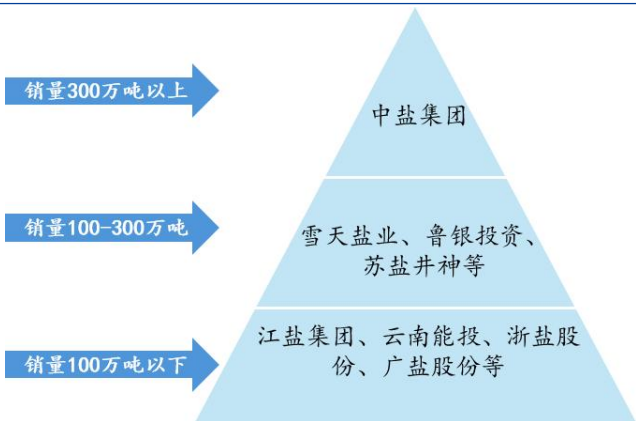 销量300万吨以上
中盐集团
销量100-300万吨
雪天盐业、鲁银投资、
苏盐井神等
销量100万吨以下
江盐集团、云南能投、浙盐股
份、广盐股份等